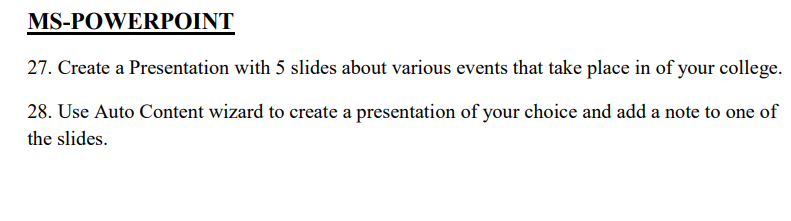 MS-POWERPOINT
27. Create a Presentation with 5 slides about various events that take place in of your college.
28. Use Auto Content wizard to create a presentation of your choice and add a note to one of
the slides.